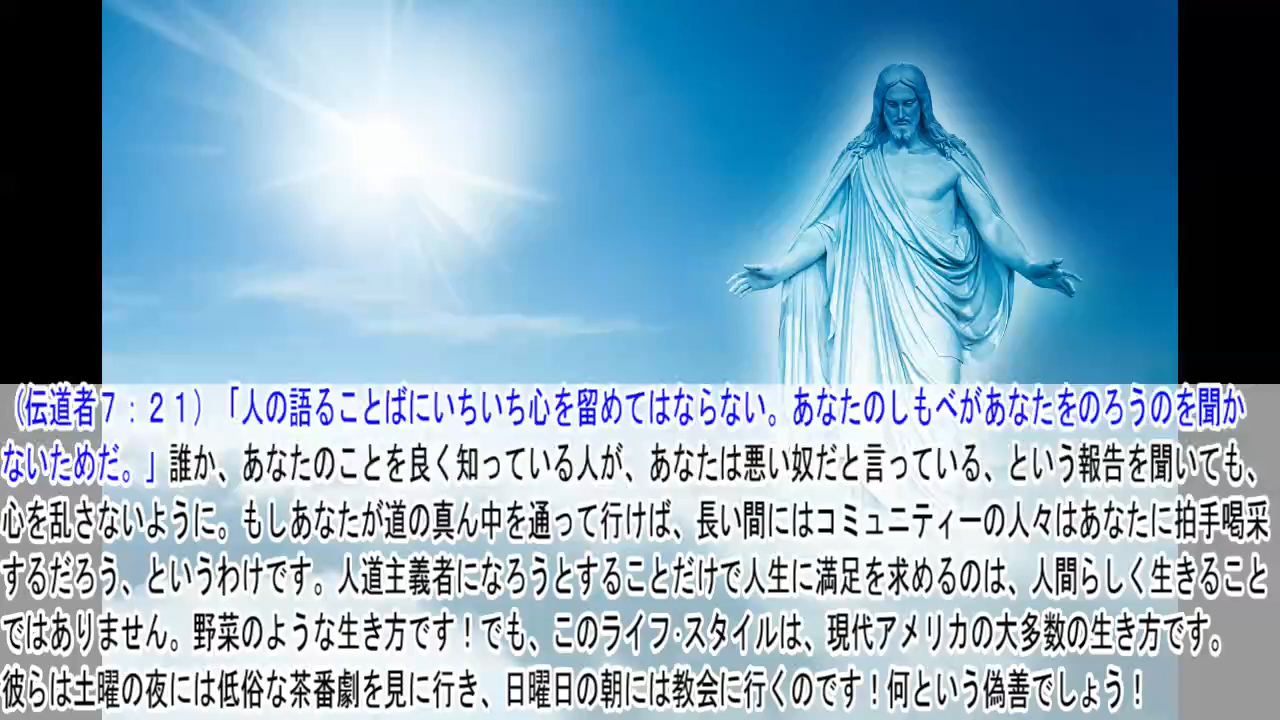 （伝道者７：２１）「人の語ることばにいちいち心を留めてはならない。あなたのしもべがあなたをのろうのを聞か
ないためだ。」誰か、あなたのことを良く知っている人が、あなたは悪い奴だと言っている、という報告を聞いても、
心を乱さないように。もしあなたが道の真ん中を通って行けば、長い間にはコミュニティーの人々はあなたに拍手喝采
するだろう、というわけです。人道主義者になろうとすることだけで人生に満足を求めるのは、人間らしく生きること
ではありません。野菜のような生き方です！でも、このライフ·スタイルは、現代アメリカの大多数の生き方です。
彼らは土曜の夜には低俗な茶番劇を見に行き、日曜日の朝には教会に行くのです！何という偽善でしょう！